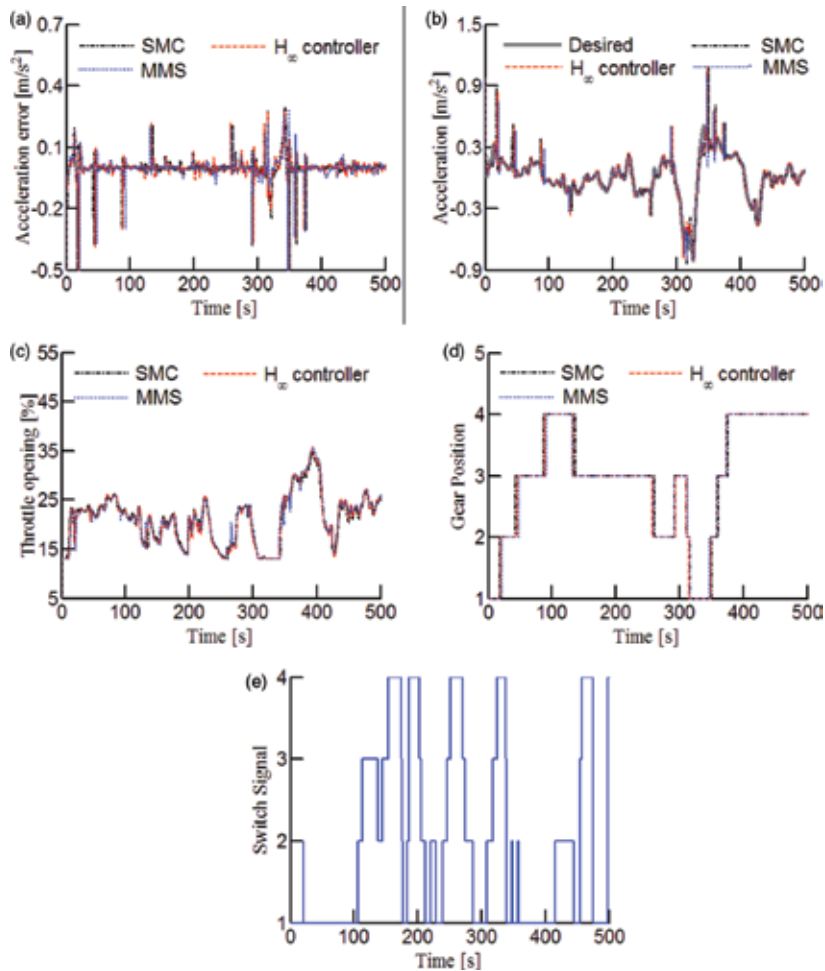 (a)
0.7
0.4
0.1
-0.2
-0.5
Acceleration error [m/s²]
SMC
H∞ controller
MMS
0 100 200 300 400 500
Time [s]
(b)
1.5
0.9
0.3
-0.3
-0.9
Acceleration [m/s²]
Desired
SMC
H∞ controller
MMS
0 100 200 300 400 500
Time [s]
(c)
55
45
35
25
15
5
Throttle opening [%]
SMC
H∞ controller
MMS
0 100 200 300 400 500
Time [s]
(d)
5
4
3
2
1
Gear Position
SMC
H∞ controller
MMS
0 100 200 300 400 500
Time [s]
(e)
4
3
2
1
Switch Signal
0 100 200 300 400 500
Time [s]